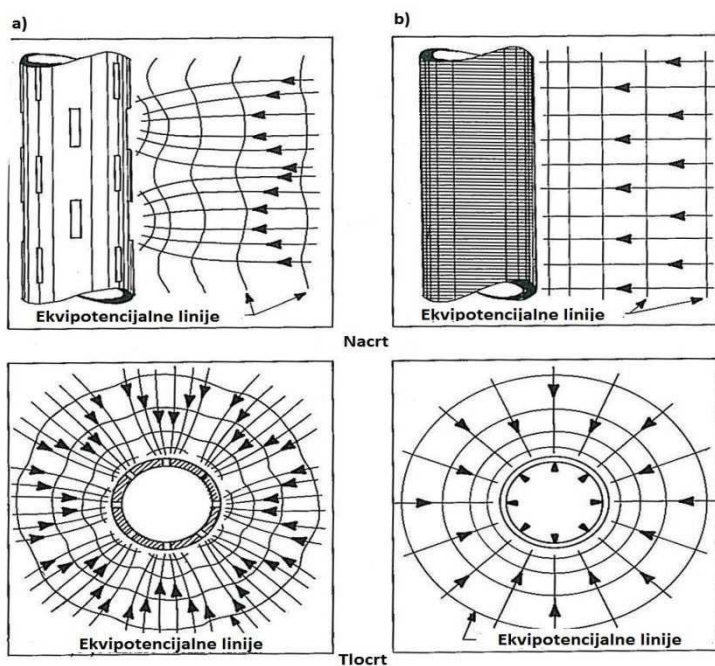 a)
b)
Ekvipotencijalne linije
Ekvipotencijalne linije
Nacrt
Ekvipotencijalne linije
Ekvipotencijalne linije
Tlocrt